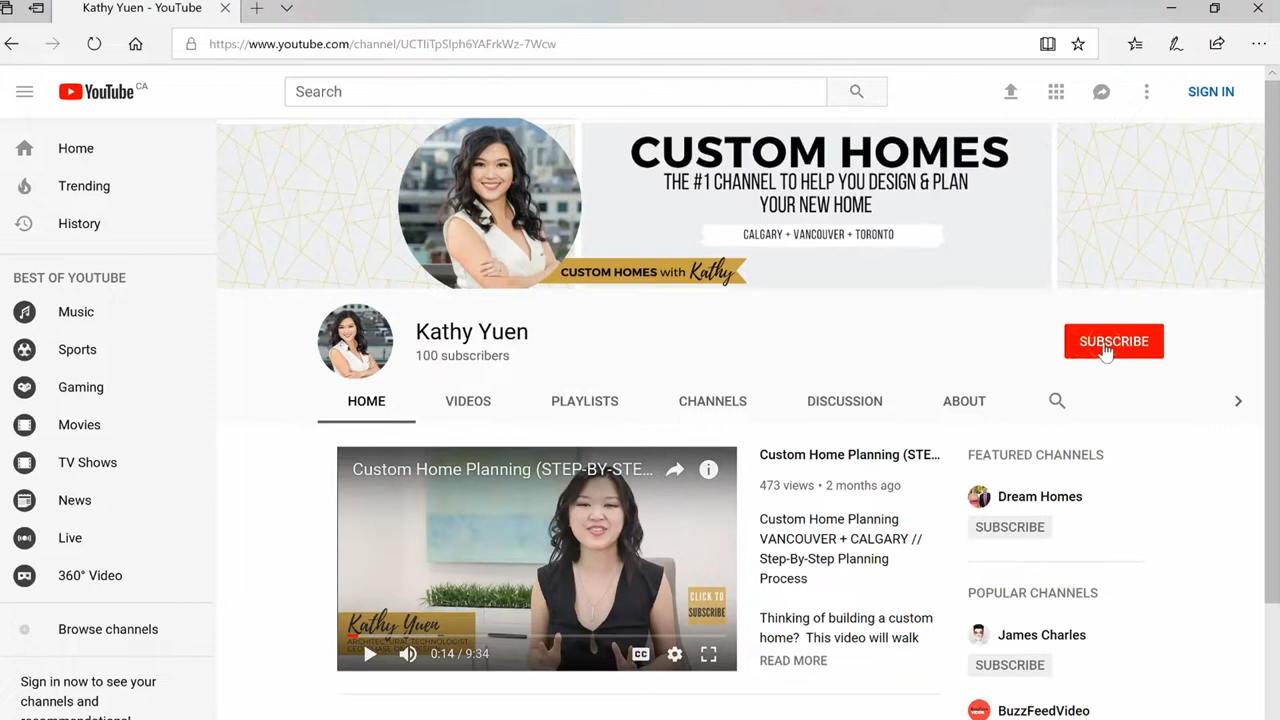 Kathy Yuen - YouTube
https://www.youtube.com/channel/UCTIiTpSIph6YAFrkWz-7Wcw
YouTube CA
Search
SIGN IN
Home
Trending
History
BEST OF YOUTUBE
Music
Sports
Gaming
Movies
TV Shows
News
Live
360° Video
Browse channels
Sign in now to see your
channels and
recommendations!
CUSTOM HOMES
THE #1 CHANNEL TO HELP YOU DESIGN & PLAN
YOUR NEW HOME
CALGARY + VANCOUVER + TORONTO
CUSTOM HOMES with Kathy
Kathy Yuen
100 subscribers
SUBSCRIBE
HOME
VIDEOS
PLAYLISTS
CHANNELS
DISCUSSION
ABOUT
Custom Home Planning (STEP-BY-STE...
CLICK TO
SUBSCRIBE
Kathy Yuen
ARCHITECTURAL TECHNOLOGIST
0:14 / 9:34
CC
Custom Home Planning (STE...
473 views • 2 months ago
Custom Home Planning
VANCOUVER + CALGARY //
Step-By-Step Planning
Process
Thinking of building a custom
home? This video will walk
READ MORE
FEATURED CHANNELS
Dream Homes
SUBSCRIBE
POPULAR CHANNELS
James Charles
SUBSCRIBE
BuzzFeedVideo